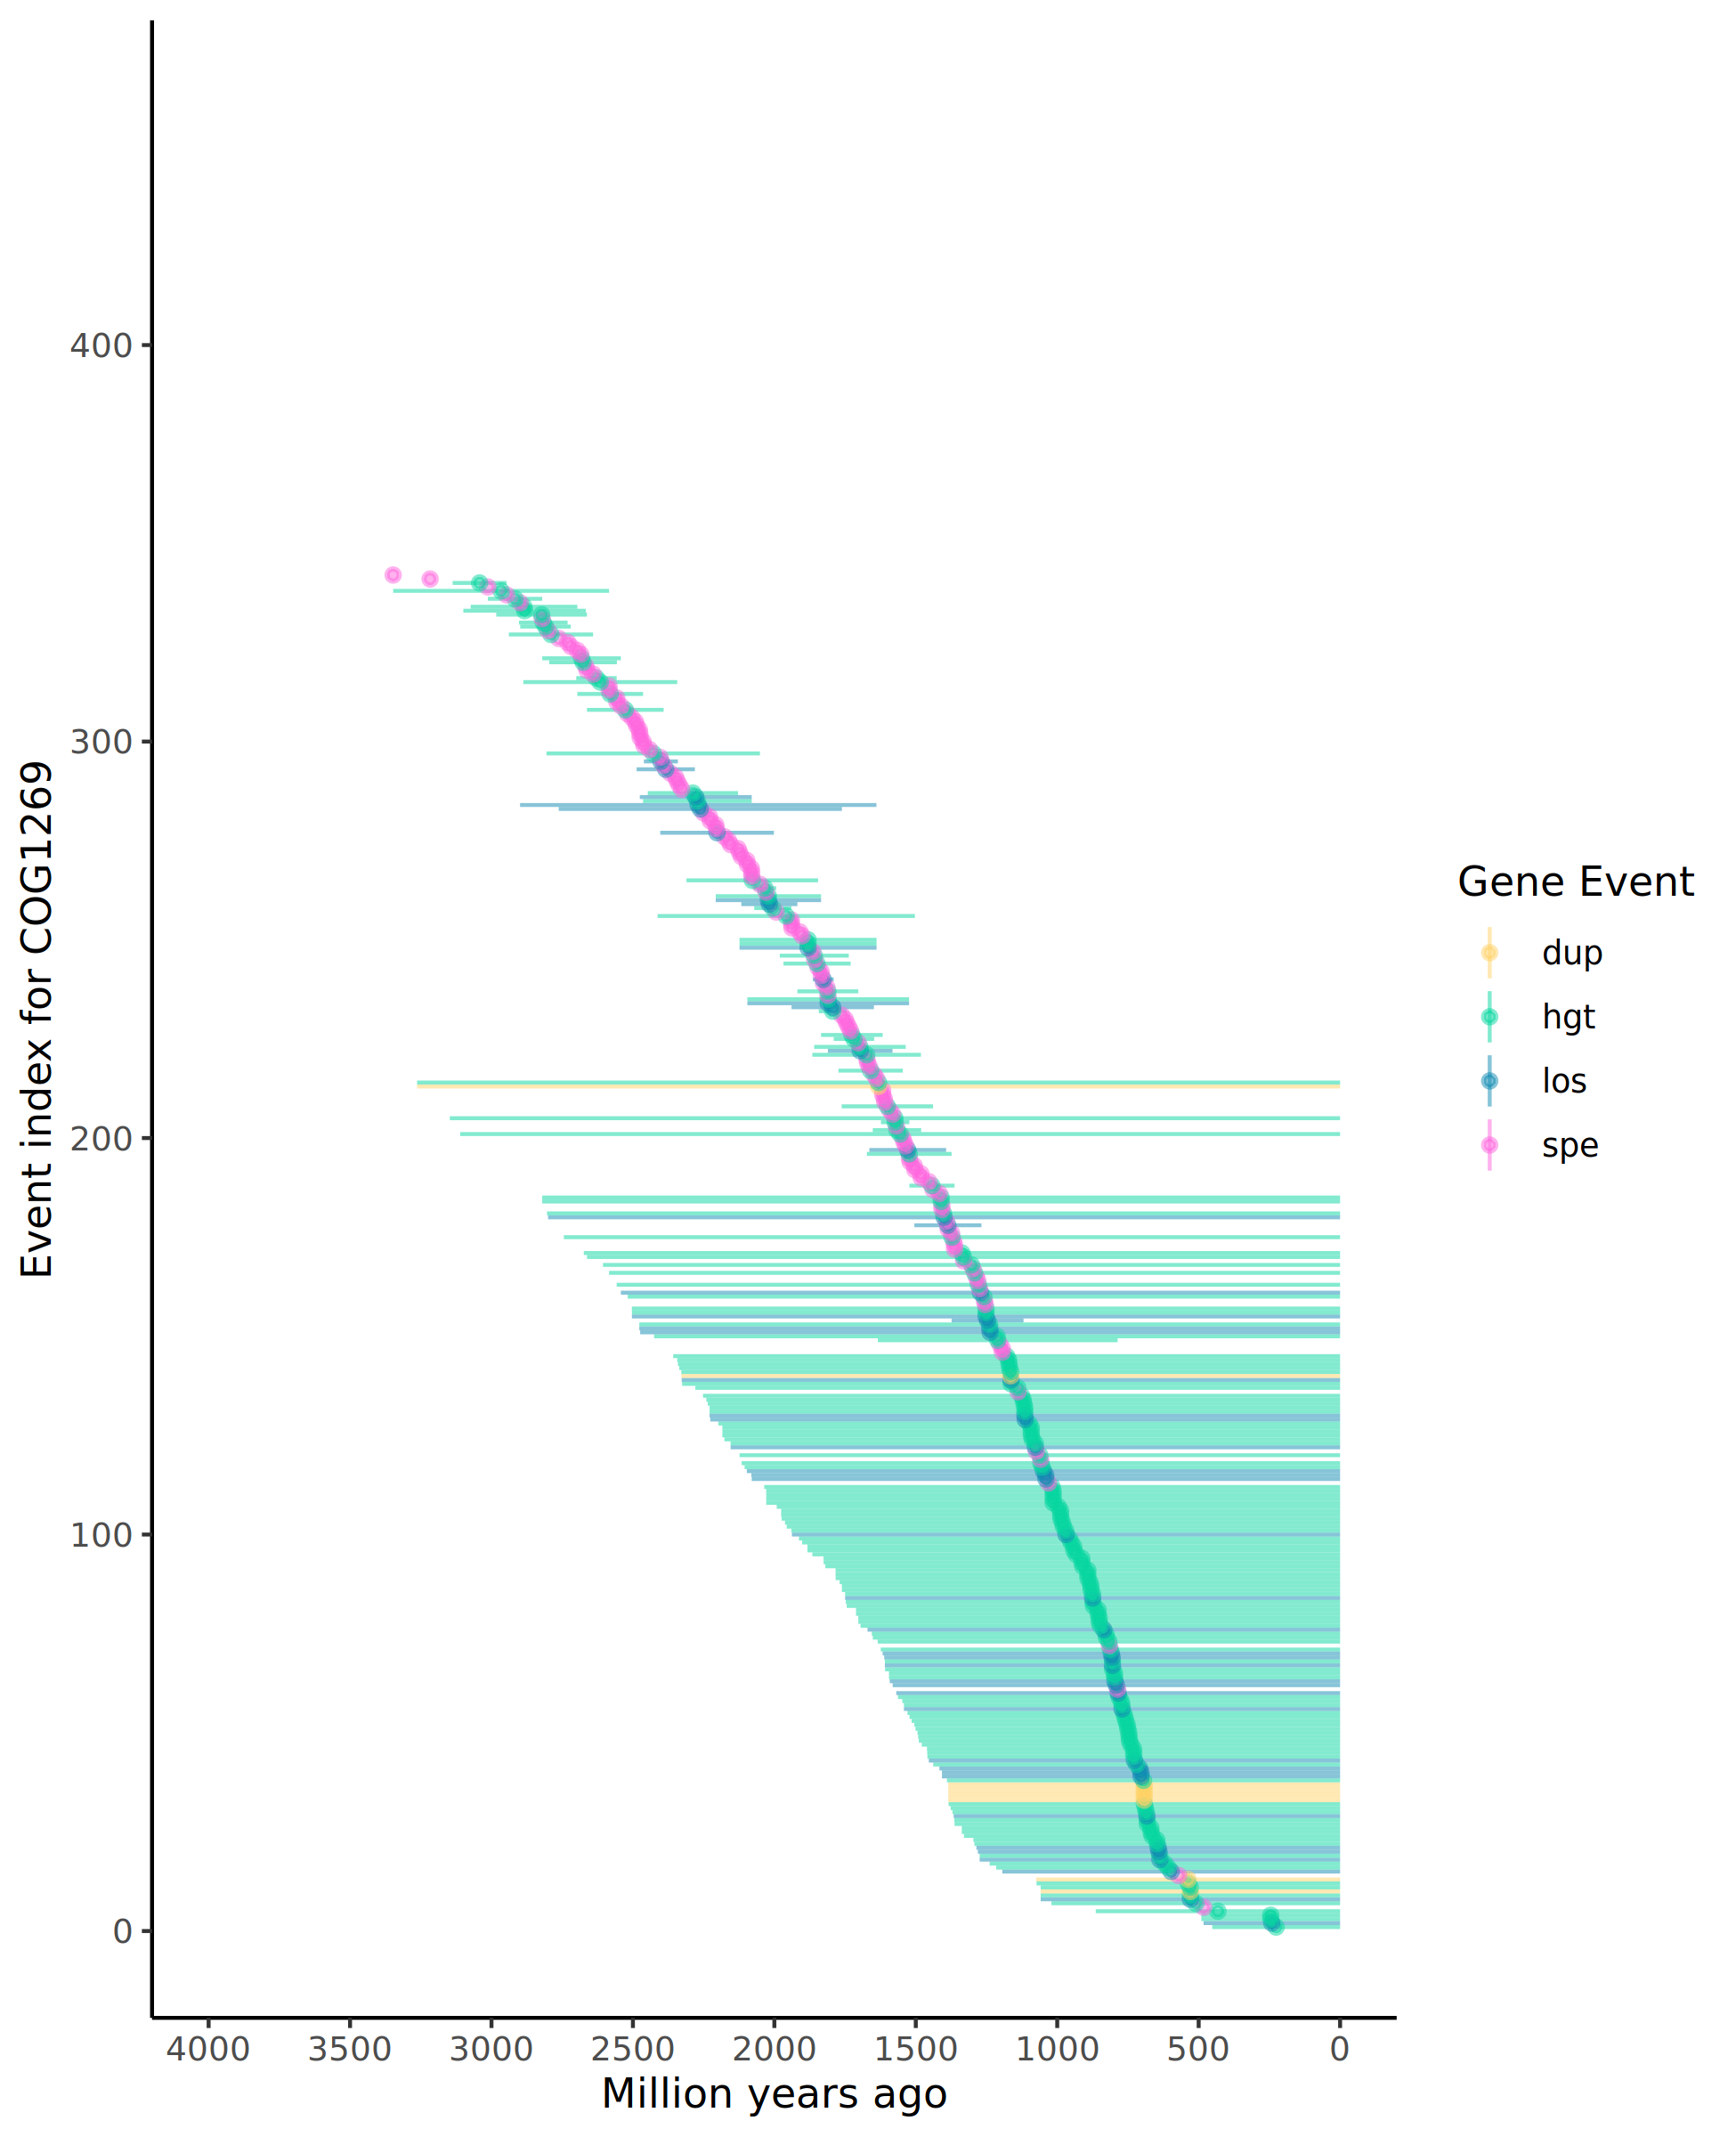 Event index for COG1269
400
300
200
100
0
4000 3500 3000 2500 2000 1500 1000 500 0
Million years ago
Gene Event
dup
hgt
los
spe